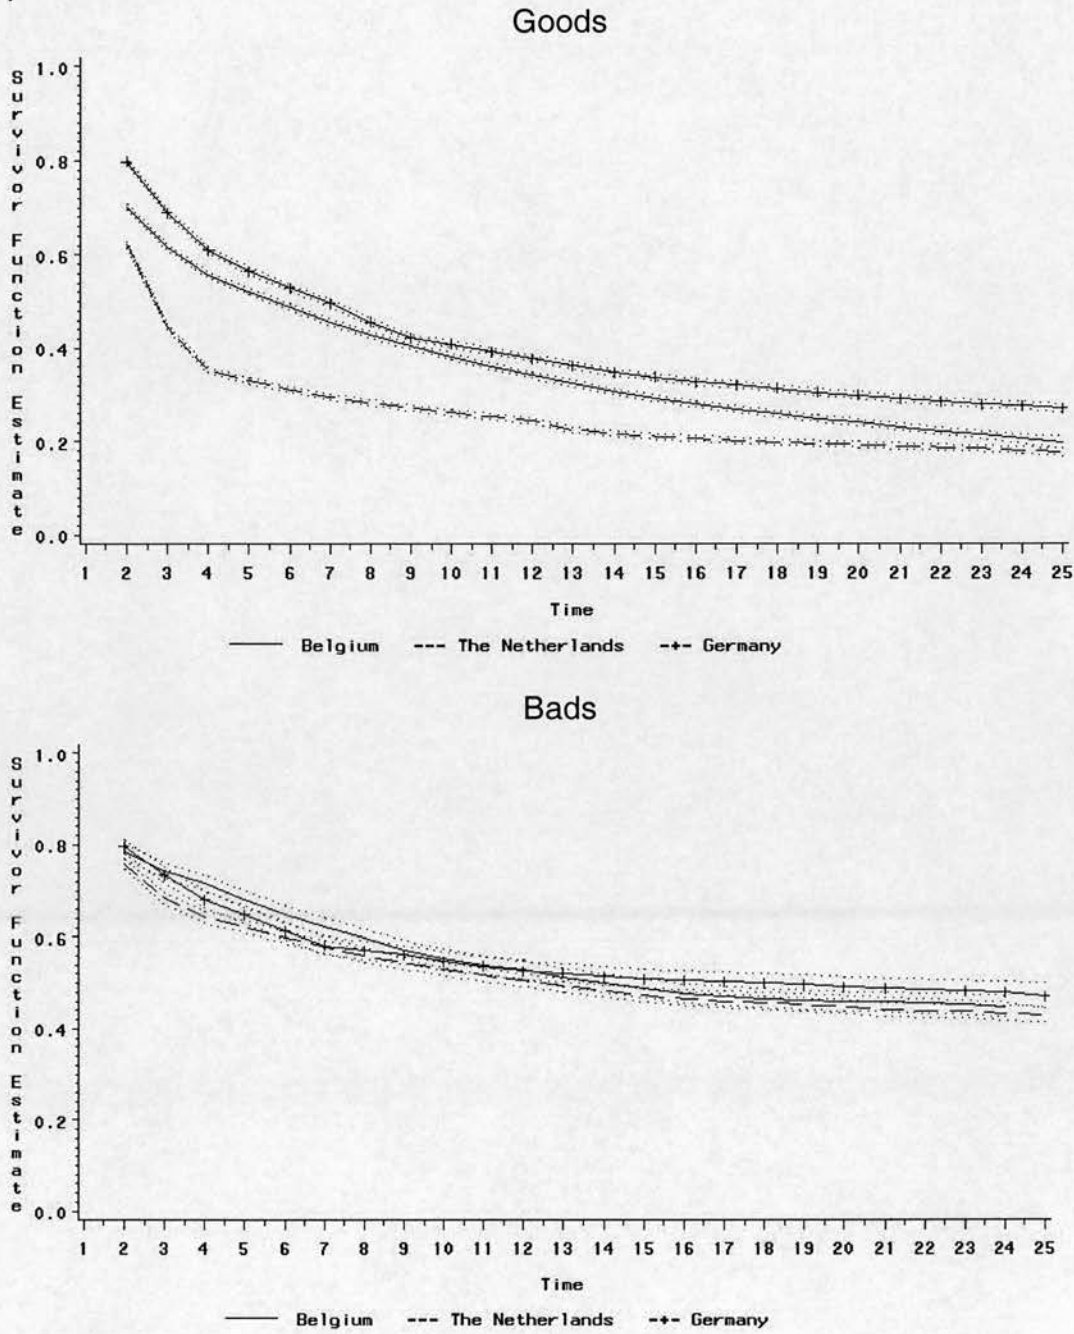 Goods
Survivor Function Estimate
1.0
0.8
0.6
0.4
0.2
0.0
1 2 3 4 5 6 7 8 9 10 11 12 13 14 15 16 17 18 19 20 21 22 23 24 25
Time
Belgium The Netherlands Germany
Bads
Survivor Function Estimate
1.0
0.8
0.6
0.4
0.2
0.0
1 2 3 4 5 6 7 8 9 10 11 12 13 14 15 16 17 18 19 20 21 22 23 24 25
Time
Belgium The Netherlands Germany